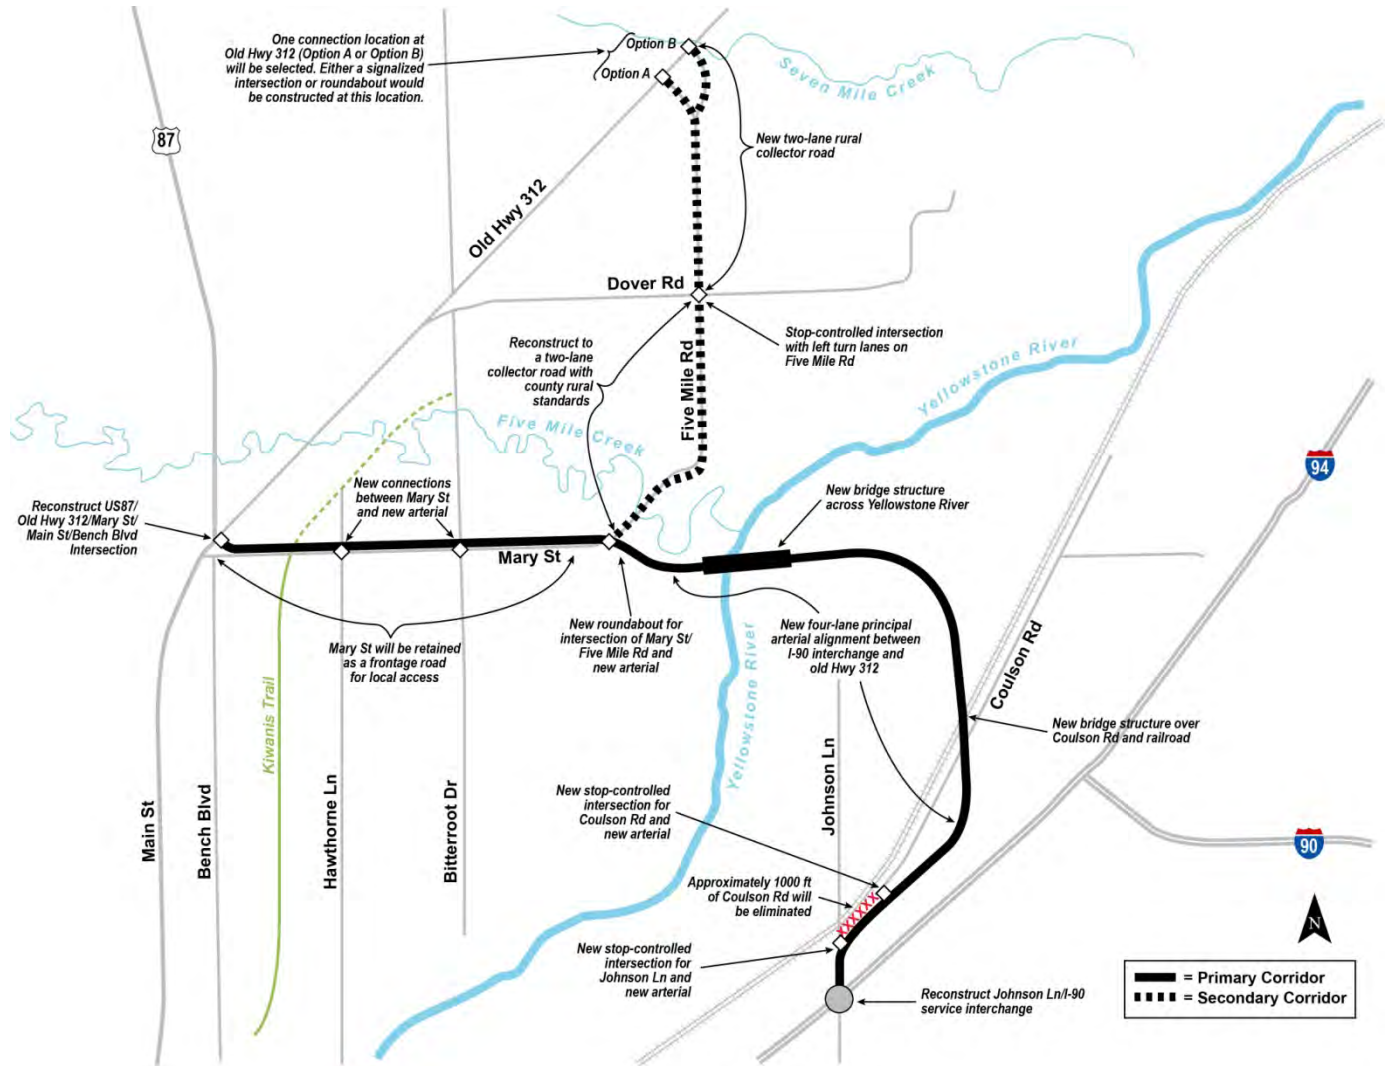 One connection location at
Old Hwy 312 (Option A or Option B)
will be selected. Either a signalized
intersection or roundabout would
be constructed at this location.
Option B
Option A
Seven Mile Creek
87
New two-lane rural
collector road
Old Hwy 312
Dover Rd
Stop-controlled intersection
with left turn lanes on
Five Mile Rd
Reconstruct to
a two-lane
collector road with
county rural
standards
Five Mile Rd
Yellowstone River
Five Mile Creek
94
Reconstruct US87/
Old Hwy 312/Mary St/
Main St/Bench Blvd
Intersection
New connections
between Mary St
and new arterial
New bridge structure
across Yellowstone River
Mary St
Mary St will be retained
as a frontage road
for local access
New roundabout for
intersection of Mary St/
Five Mile Rd and
new arterial
New four-lane principal
arterial alignment between
I-90 interchange and
old Hwy 312
Yellowstone River
Coulson Rd
Kiwanis Trail
New bridge structure over
Coulson Rd and railroad
Main St
Bench Blvd
Hawthorne Ln
Bitterroot Dr
Johnson Ln
New stop-controlled
intersection for
Coulson Rd and
new arterial
90
Approximately 1000 ft
of Coulson Rd will
be eliminated
XXXXXX
N
New stop-controlled
intersection for
Johnson Ln and
new arterial
Reconstruct Johnson Ln/I-90
service interchange
= Primary Corridor
= Secondary Corridor